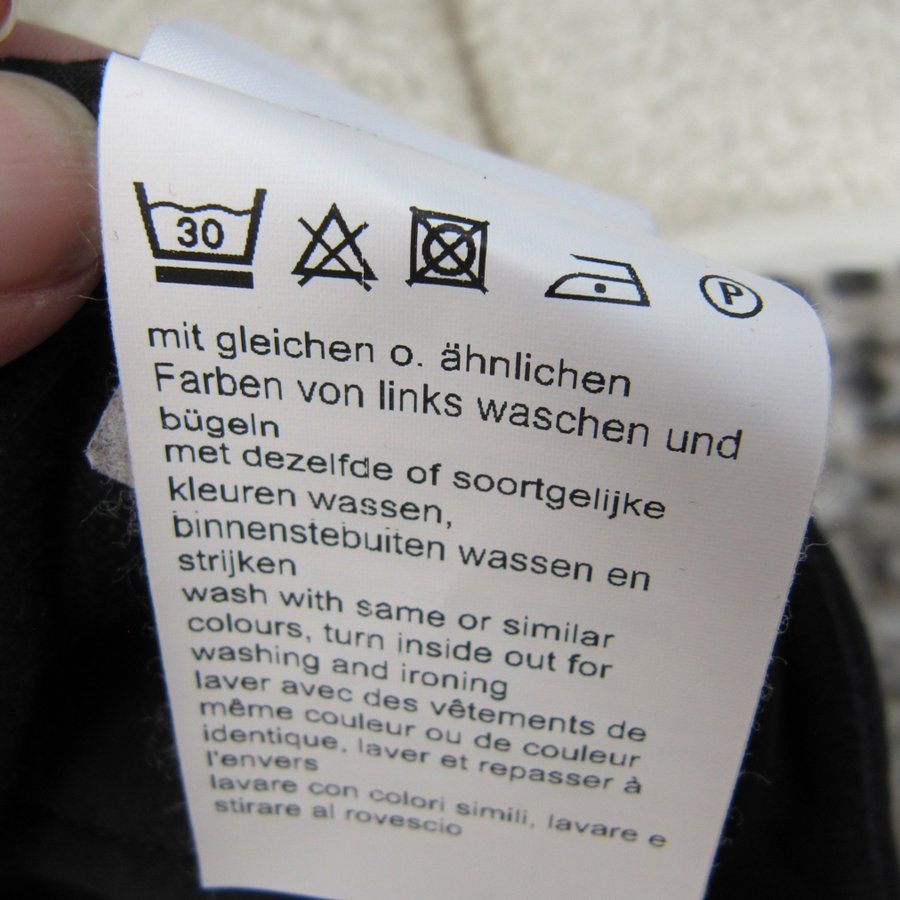 30
P
mit gleichen o. ähnlichen
Farben von links waschen und
bügeln
met dezelfde of soortgelijke
kleuren wassen,
binnenstebuiten wassen en
strijken
wash with same or similar
colours, turn inside out for
washing and ironing
laver avec des vêtements de
même couleur ou de couleur
identique, laver et repasser à
l'envers
lavare con colori simili, lavare e
stirare al rovescio